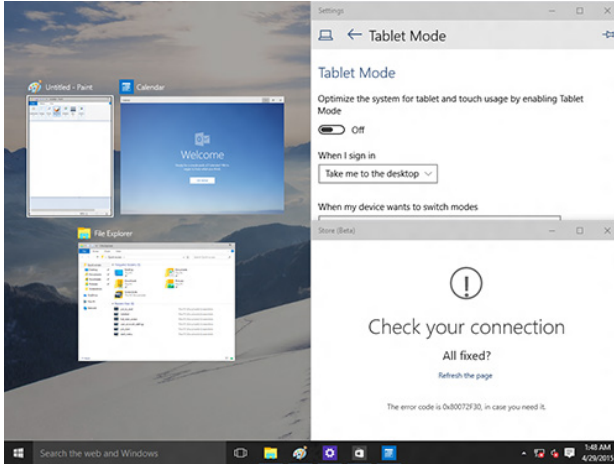 Untitled - Paint
Calendar
Welcome
File Explorer
Settings
Tablet Mode
Tablet Mode
Optimize the system for tablet and touch usage by enabling Tablet
Mode
Off
When I sign in
Take me to the desktop
When my device wants to switch modes
Store (Beta)
Check your connection
All fixed?
Refresh the page
The error code is 0x80072F30, in case you need it.
Search the web and Windows
1:48 AM
4/29/2015